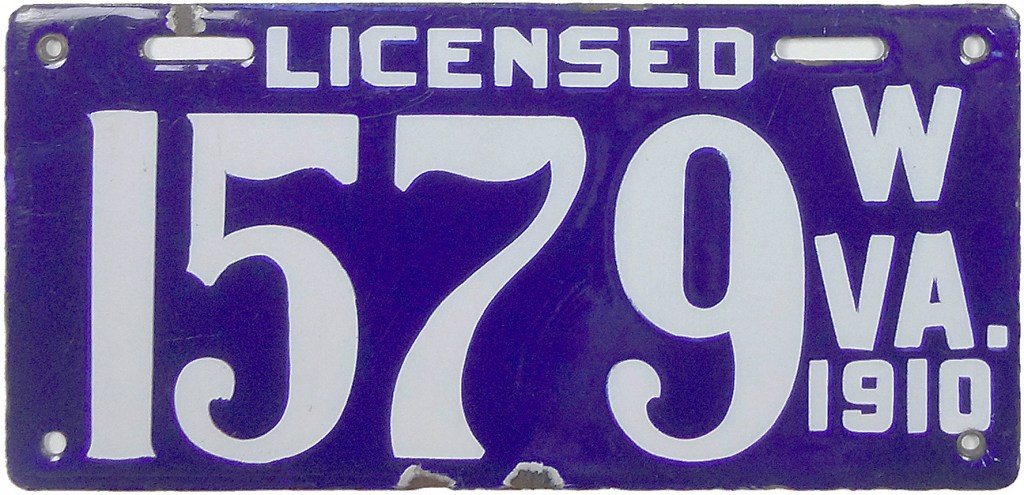 LICENSED
1579
W
VA.
1910